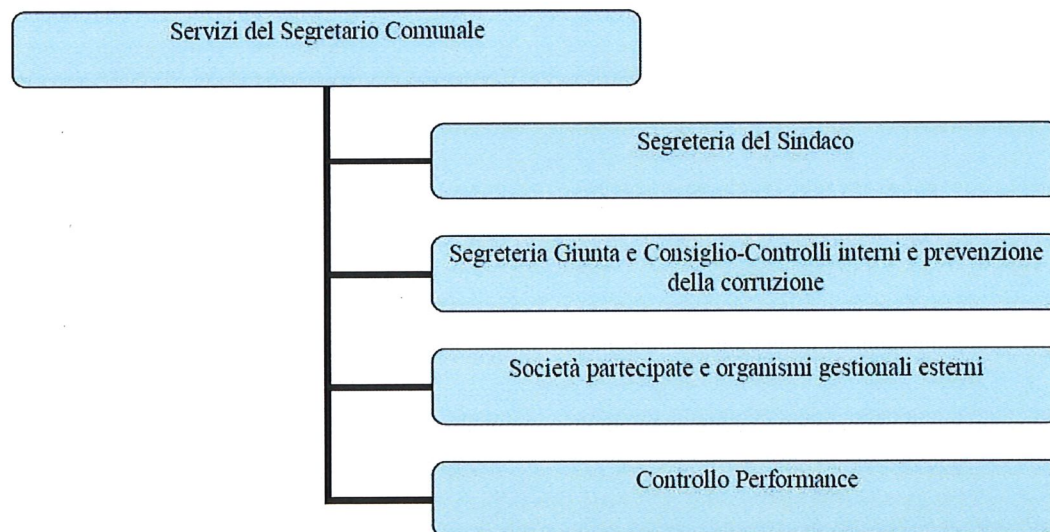 Servizi del Segretario Comunale
Segreteria del Sindaco
Segreteria Giunta e Consiglio-Controlli interni e prevenzione
della corruzione
Società partecipate e organismi gestionali esterni
Controllo Performance